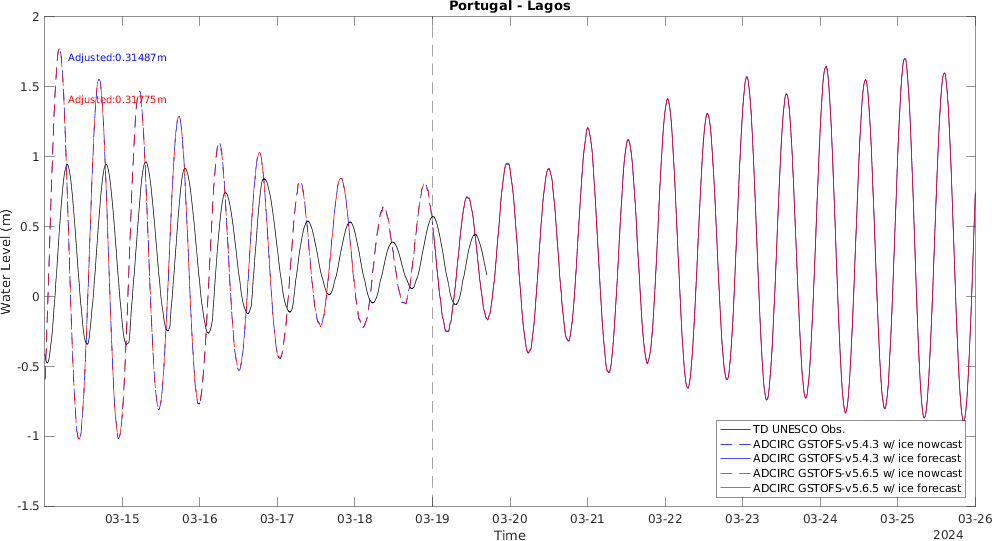 Portugal - Lagos
Adjusted:0.31487m
Adjusted:0.31775m
Water Level (m)
2
1.5
1
0.5
0
-0.5
-1
-1.5
03-15 03-16 03-17 03-18 03-19 03-20 03-21 03-22 03-23 03-24 03-25 03-26
Time
2024
TD UNESCO Obs.
ADCIRC GSTOFS-v5.4.3 w/ ice nowcast
ADCIRC GSTOFS-v5.4.3 w/ ice forecast
ADCIRC GSTOFS-v5.6.5 w/ ice nowcast
ADCIRC GSTOFS-v5.6.5 w/ ice forecast